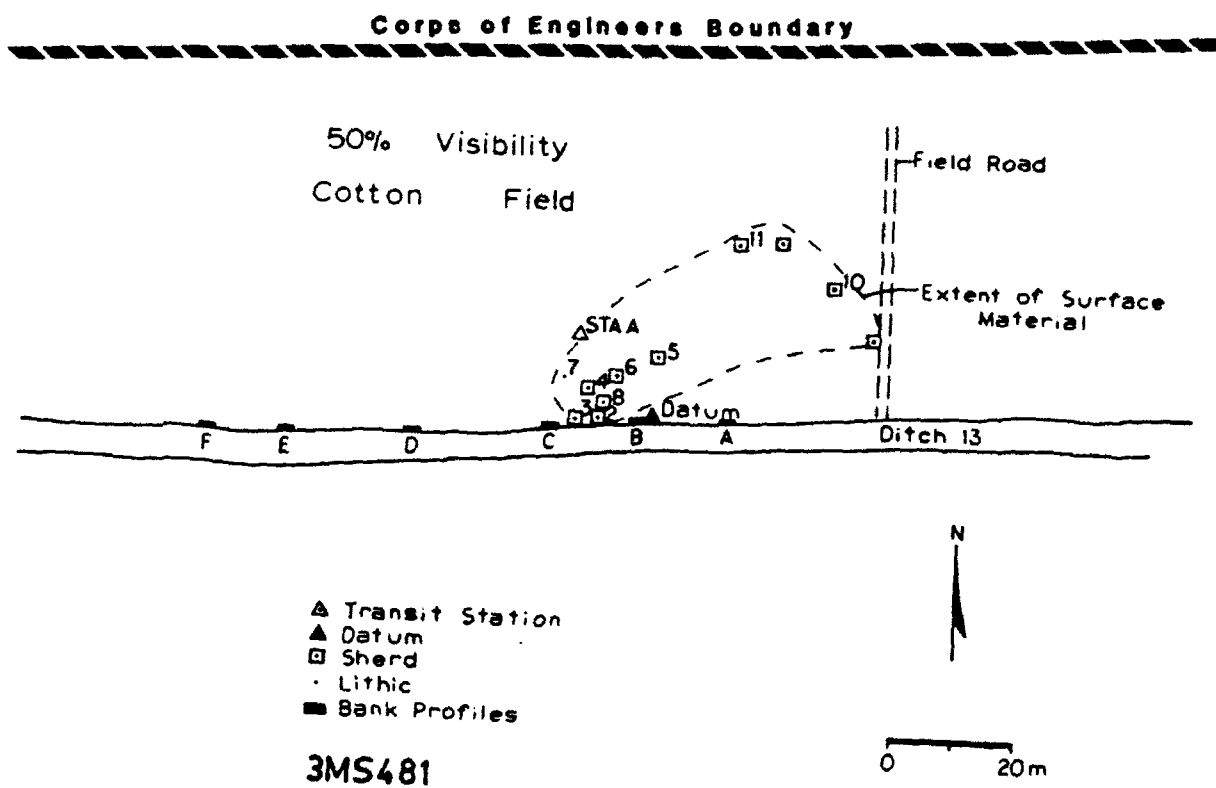 Corps of Engineers Boundary
50% Visibility
Cotton Field
Field Road
11
10
Extent of Surface
Material
STA A
.7
5
6
4
8
3
2
Datum
F
E
D
C
B
A
Ditch 13
N
Transit Station
Datum
Sherd
Lithic
Bank Profiles
0 20m
3MS481